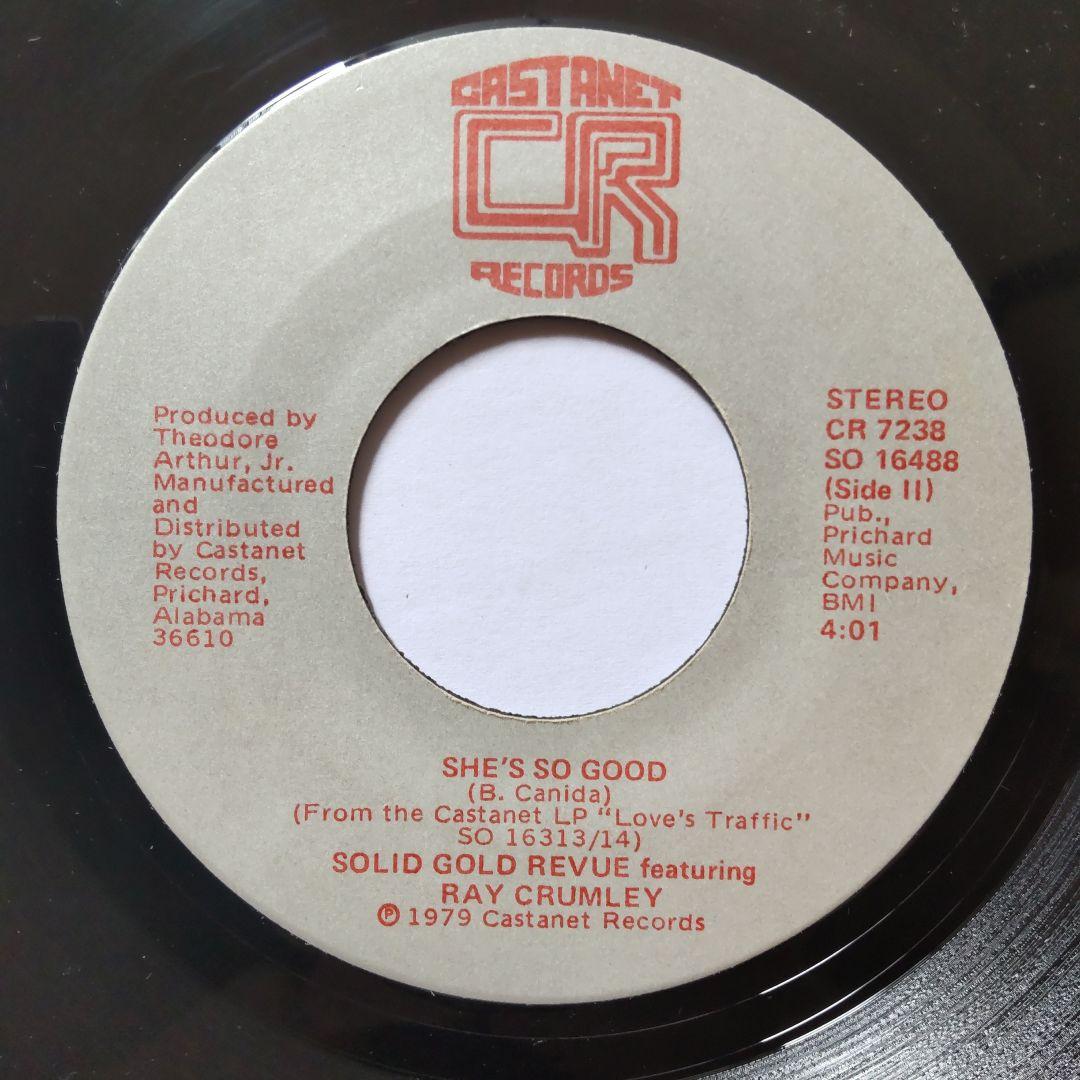 CASTANET
CR
RECORDS
Produced by
Theodore
Arthur, Jr.
Manufactured
and
Distributed
by Castanet
Records,
Prichard,
Alabama
36610
STEREO
CR 7238
SO 16488
(Side II)
Pub.,
Prichard
Music
Company,
BMI
4:01
SHE'S SO GOOD
(B. Canida)
(From the Castanet LP "Love's Traffic"
SO 16313/14)
SOLID GOLD REVUE featuring
RAY CRUMLEY
℗ 1979 Castanet Records